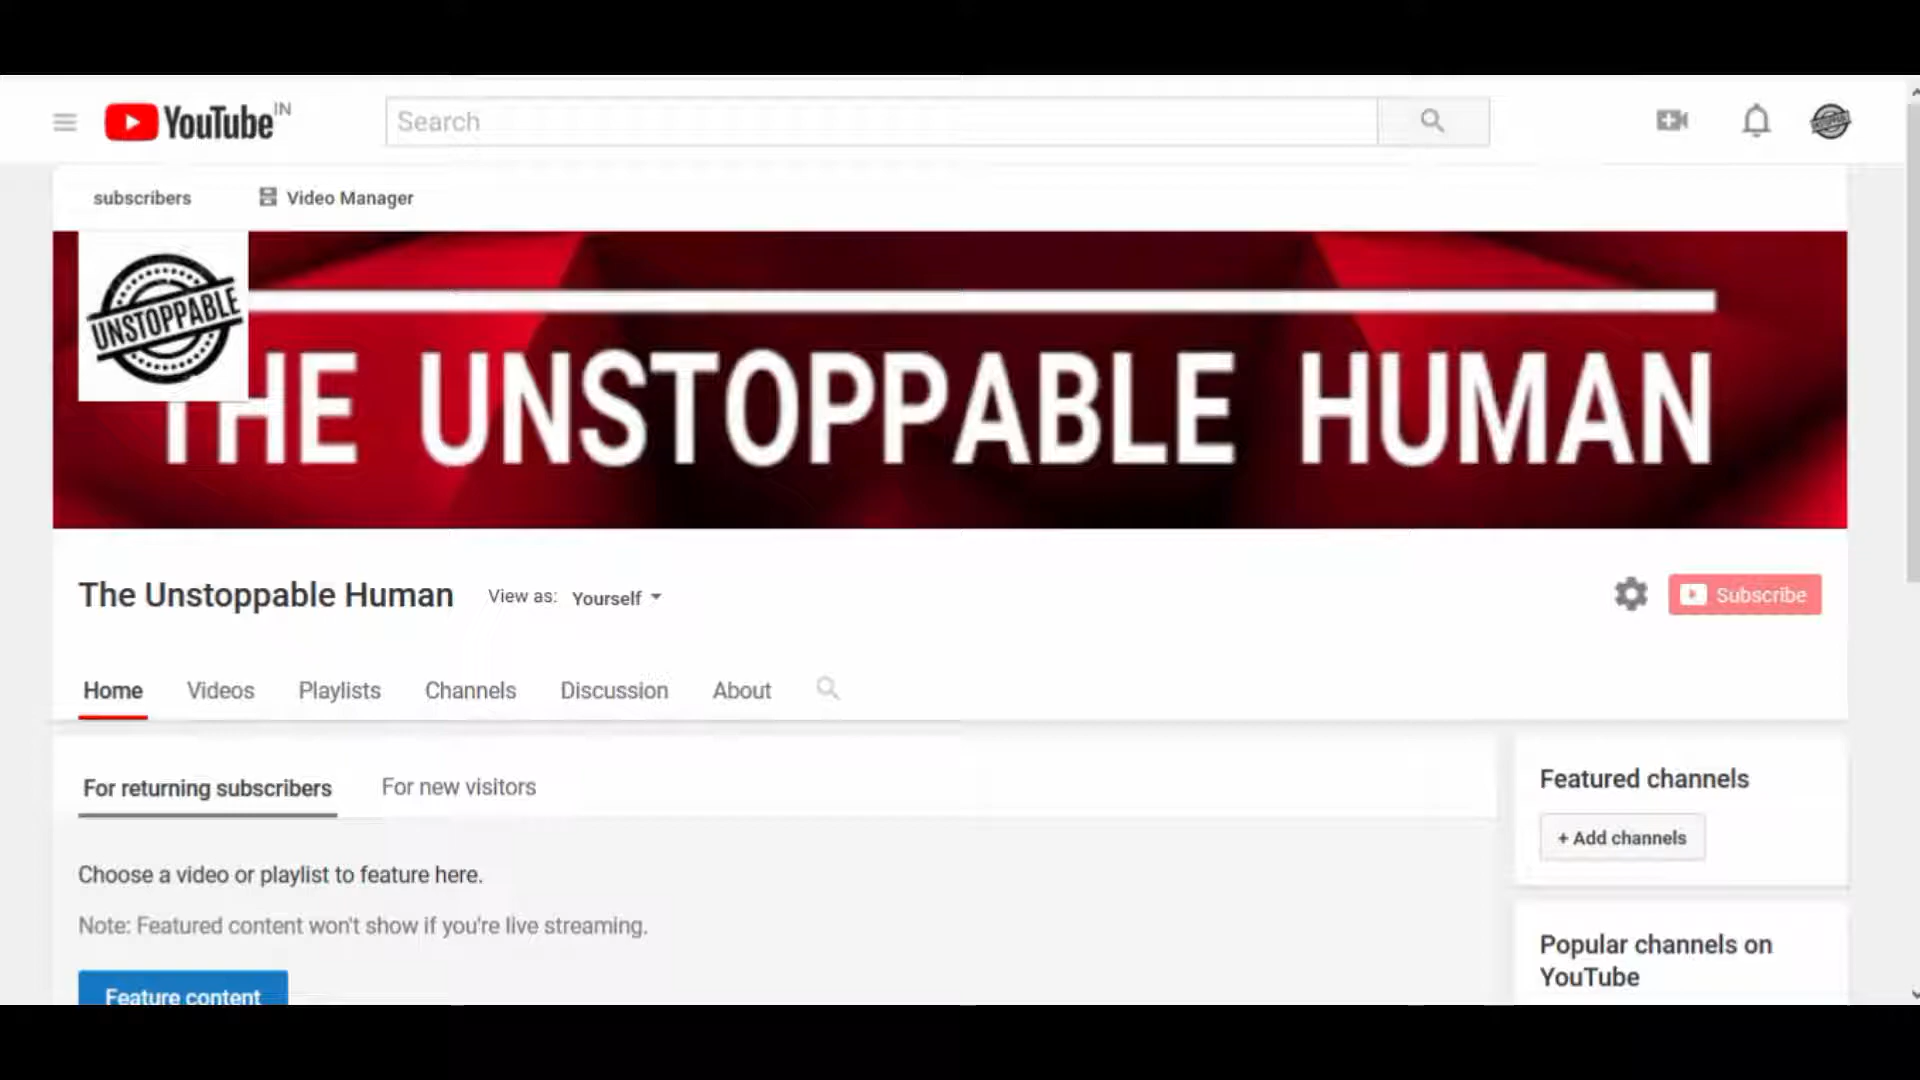 YouTube IN
Search
subscribers
Video Manager
UNSTOPPABLE
THE UNSTOPPABLE HUMAN
The Unstoppable Human
View as: Yourself
Subscribe
Home
Videos
Playlists
Channels
Discussion
About
For returning subscribers
For new visitors
Featured channels
+ Add channels
Choose a video or playlist to feature here.
Note: Featured content won't show if you're live streaming.
Feature content
Popular channels on
YouTube